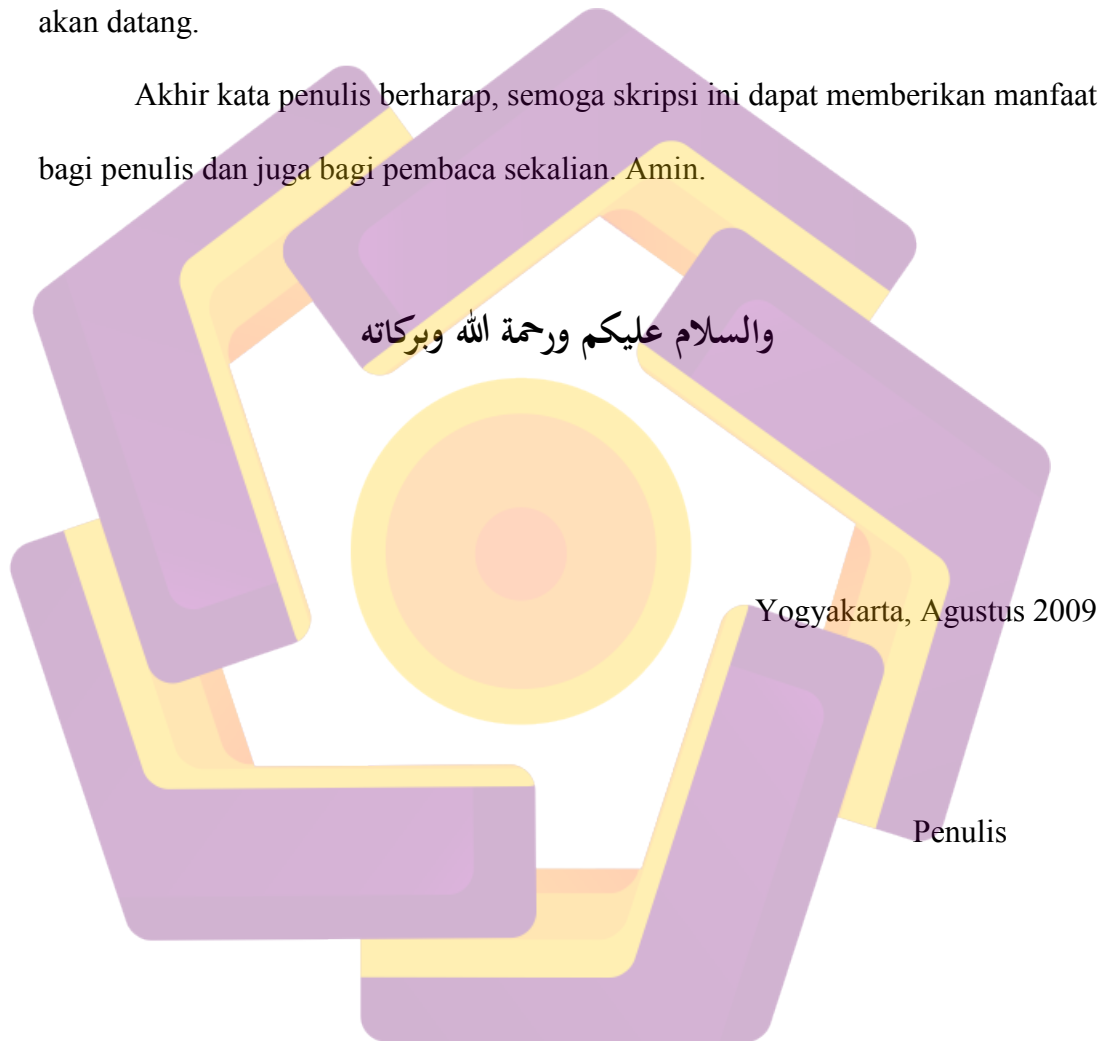 akan datang.
Akhir kata penulis berharap, semoga skripsi ini dapat memberikan manfaat
bagi penulis dan juga bagi pembaca sekalian. Amin.
والسلام عليكم ورحمة الله وبركاته
Yogyakarta, Agustus 2009
Penulis